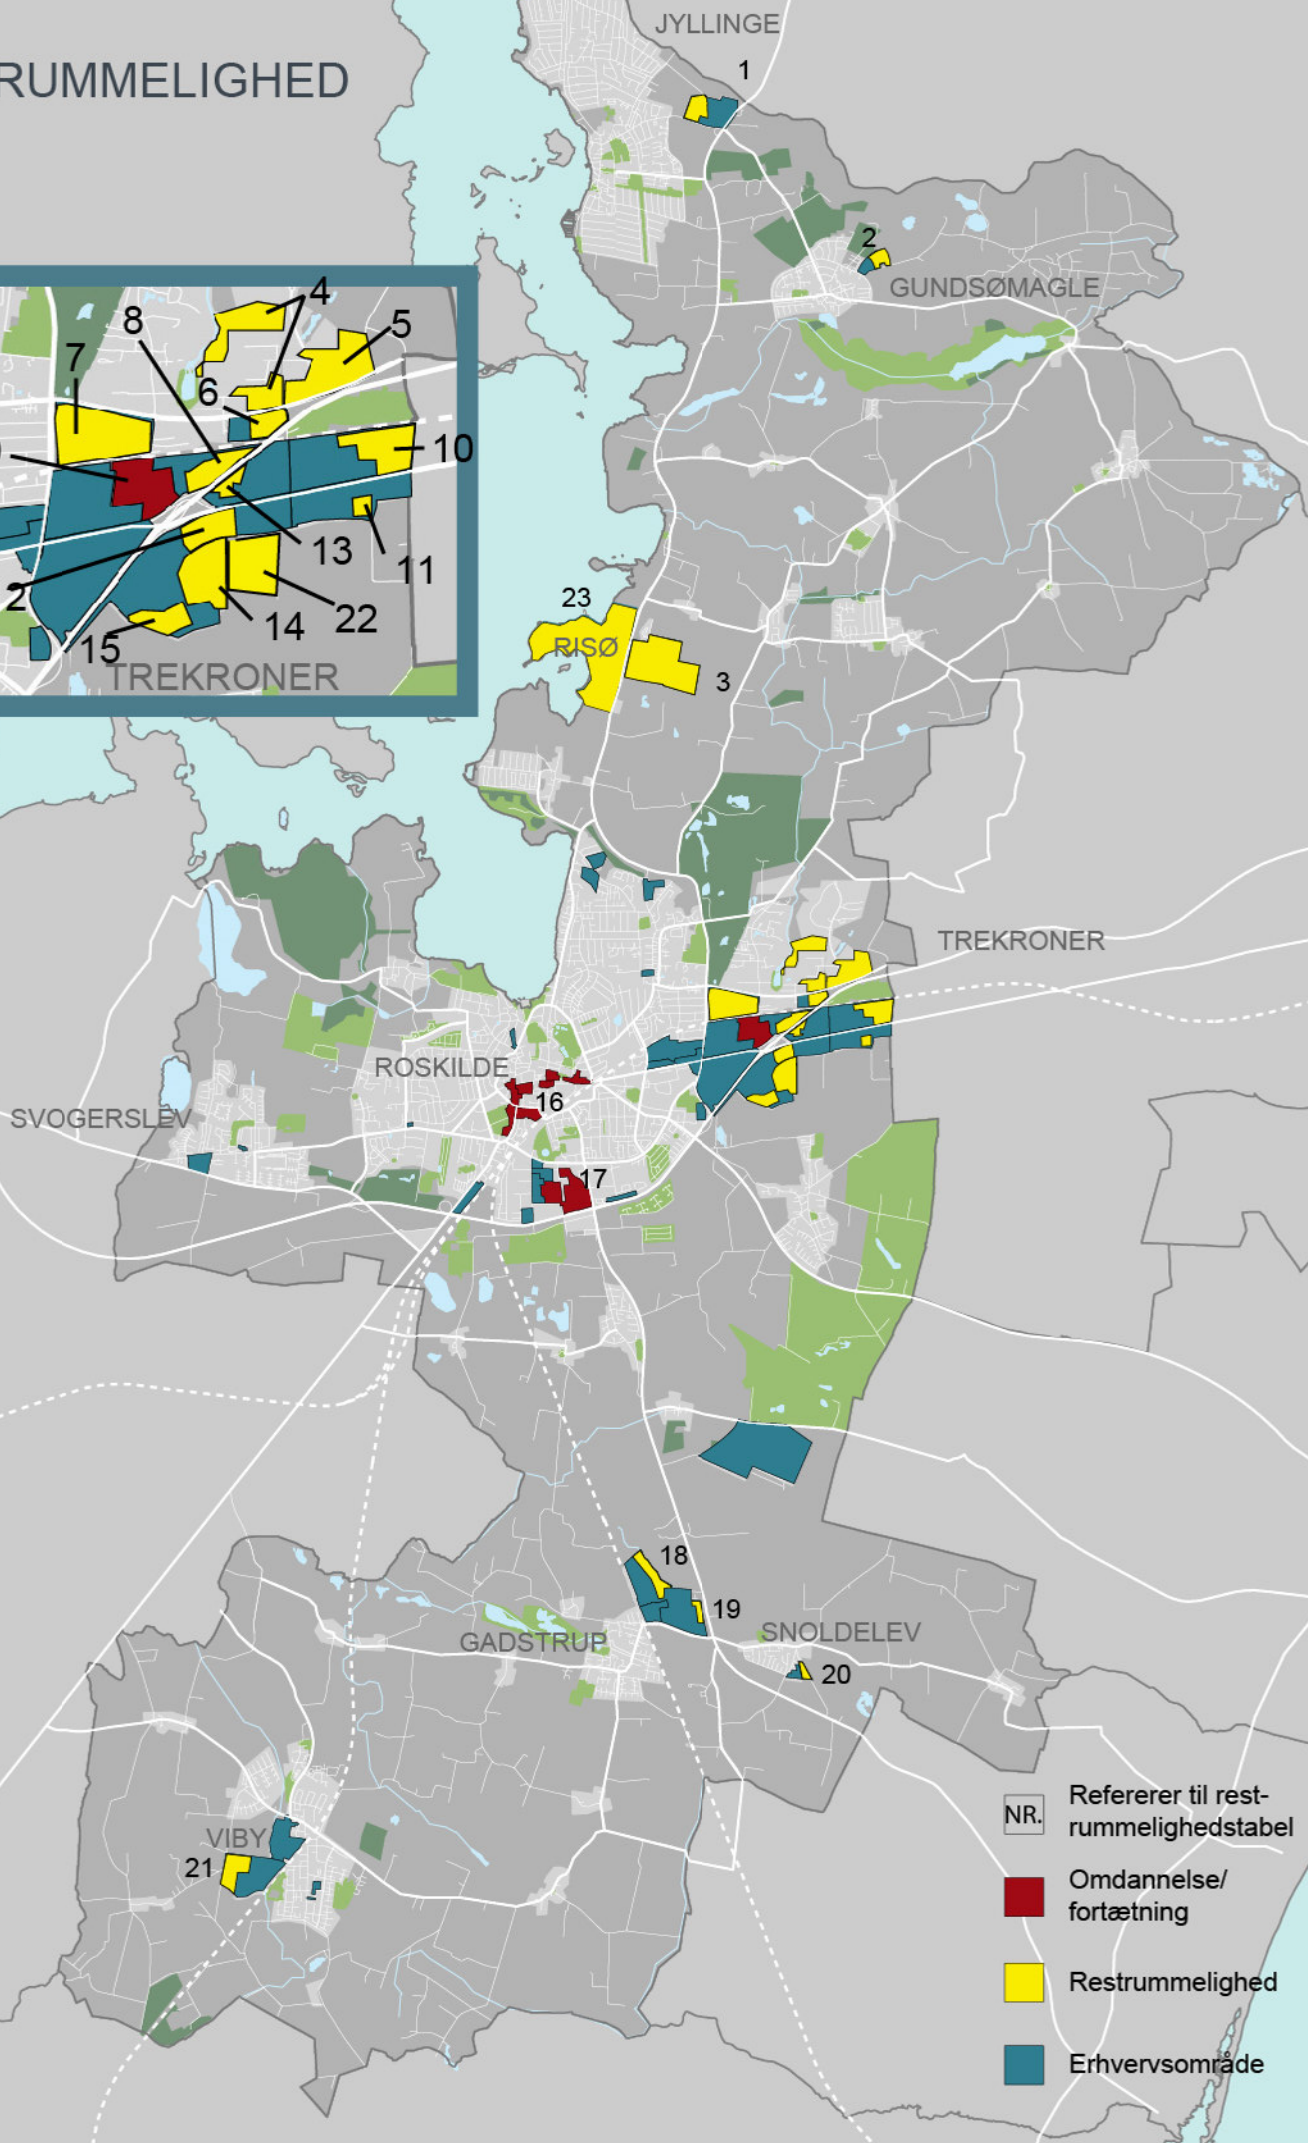 JYLLINGE
1
RUMMELIGHED
2
GUNDSØMAGLE
4
8
5
7
6
10
13
11
2
14
22
15
TREKRONER
23
RISØ
3
TREKRONER
ROSKILDE
16
SVOGERSLEV
17
18
19
GADSTRUP
SNOLDELEV
20
VIBY
21
NR.
Refererer til rest-
rummelighedstabel
Omdannelse/
fortætning
Restrummelighed
Erhvervsområde